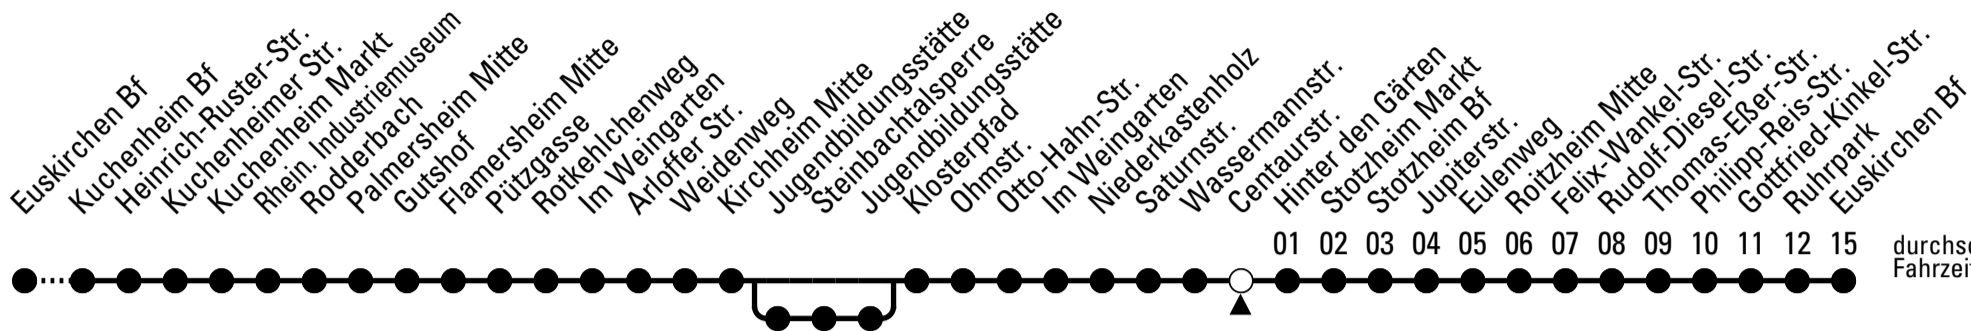 Euskirchen Bf
Kuchenheim Bf
Heinrich-Ruster-Str.
Kuchenheimer Str.
Kuchenheim Markt
Rhein. Industriemuseum
Rodderbach
Palmersheim Mitte
Gutshof
Flamersheim Mitte
Pützgasse
Rotkehlchenweg
Im Weingarten
Arloffer Str.
Weidenweg
Kirchheim Mitte
Jugendbildungsstätte
Steinbachtalsperre
Jugendbildungsstätte
Klosterpfad
Ohmstr.
Otto-Hahn-Str.
Im Weingarten
Niederkastenholz
Saturnstr.
Wassermannstr.
Centaurstr.
Hinter den Gärten
Stotzheim Markt
Stotzheim Bf
Jupiterstr.
Eulenweg
Roitzheim Mitte
Felix-Wankel-Str.
Rudolf-Diesel-Str.
Thomas-Eßer-Str.
Philipp-Reis-Str.
Gottfried-Kinkel-Str.
Ruhrpark
Euskirchen Bf
01 02 03 04 05 06 07 08 09 10 11 12 15
Fahrzeit